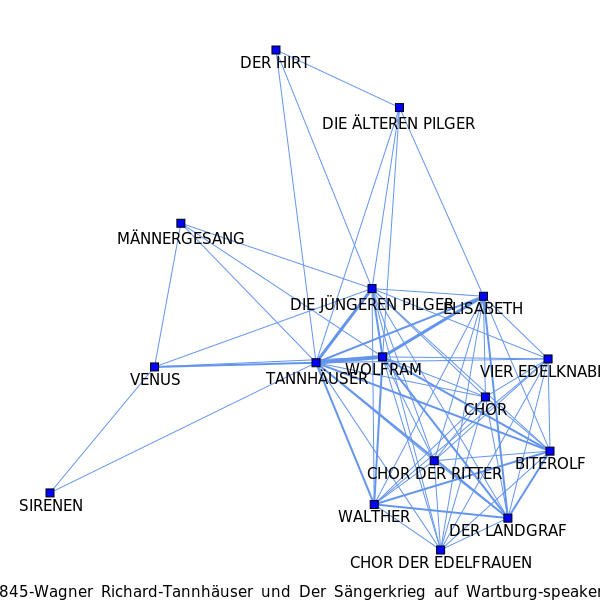 DER HIRT
DIE ÄLTEREN PILGER
MÄNNERGESANG
DIE JÜNGEREN PILGER
ELISABETH
WOLFRAM
VIER EDELKNABE
VENUS
TANNHÄUSER
CHOR
BITEROLF
CHOR DER RITTER
SIRENEN
WALTHER
DER LANDGRAF
CHOR DER EDELFRAUEN
845-Wagner Richard-Tannhäuser und Der Sängerkrieg auf Wartburg-speaker